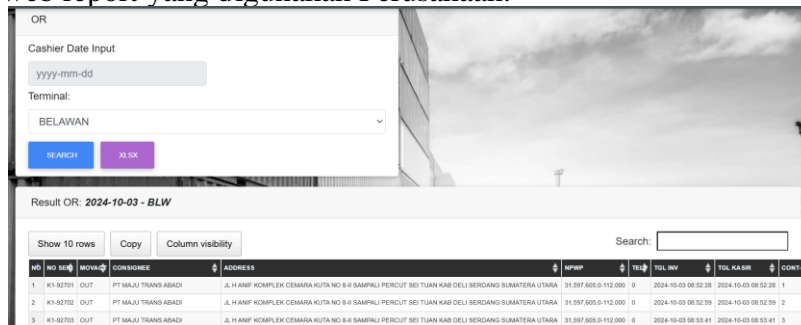 web report yang digunakan Perusahaan.
OR
Cashier Date Input
yyyy-mm-dd
Terminal:
BELAWAN
SEARCH XLSX
Result OR: 2024-10-03 - BLW
Show 10 rows Copy Column visibility Search:
NO NO SERI MOVACT CONSIGNEE ADDRESS NPWP TELP TGL INV TGL KASIR CONT
1 K1-92701 OUT PT MAJU TRANS ABADI JL H ANIF KOMPLEK CEMARA KUTA NO 8-II SAMPALI PERCUT SEI TUAN KAB DELI SERDANG SUMATERA UTARA 31,597,605.0-112,000 0 2024-10-03 08:52:28 2024-10-03 08:52:28 1
2 K1-92702 OUT PT MAJU TRANS ABADI JL H ANIF KOMPLEK CEMARA KUTA NO 8-II SAMPALI PERCUT SEI TUAN KAB DELI SERDANG SUMATERA UTARA 31,597,605.0-112,000 0 2024-10-03 08:52:59 2024-10-03 08:52:59 2
3 K1-92703 OUT PT MAJU TRANS ABADI JL H ANIF KOMPLEK CEMARA KUTA NO 8-II SAMPALI PERCUT SEI TUAN KAB DELI SERDANG SUMATERA UTARA 31,597,605.0-112,000 0 2024-10-03 08:53:41 2024-10-03 08:53:41 3